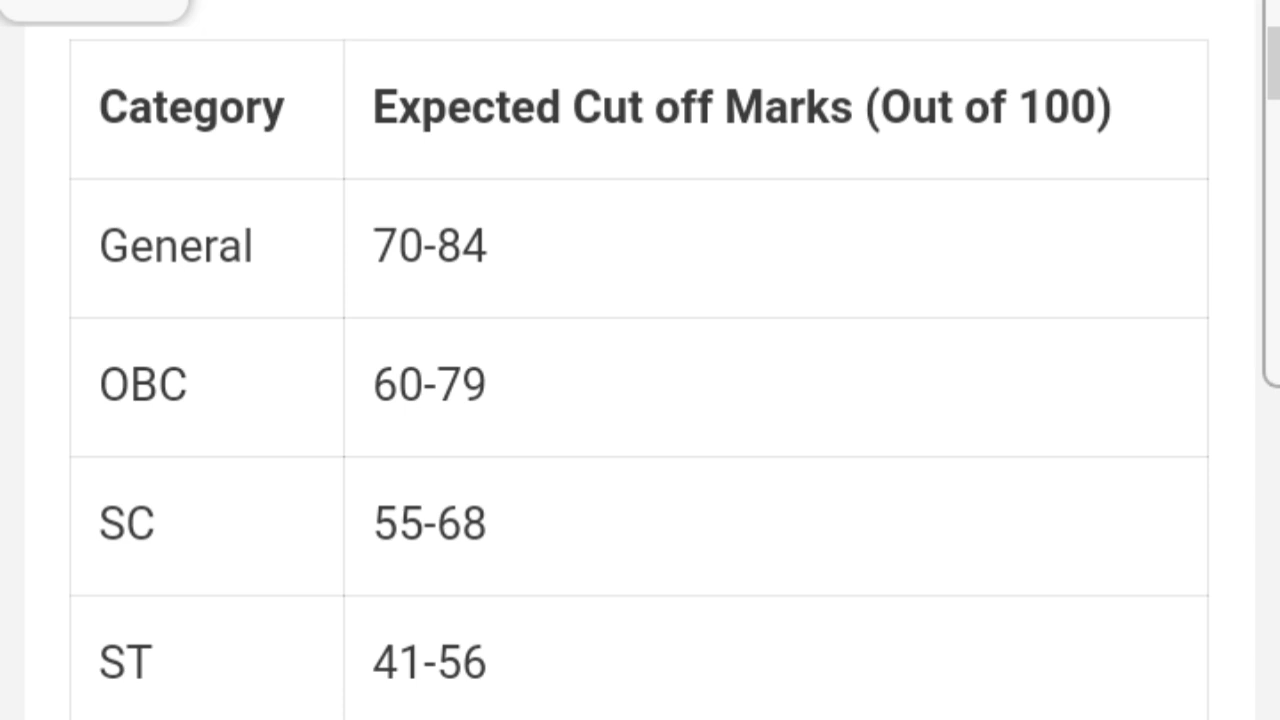 Category Expected Cut off Marks (Out of 100)
General 70-84
OBC 60-79
SC 55-68
ST 41-56